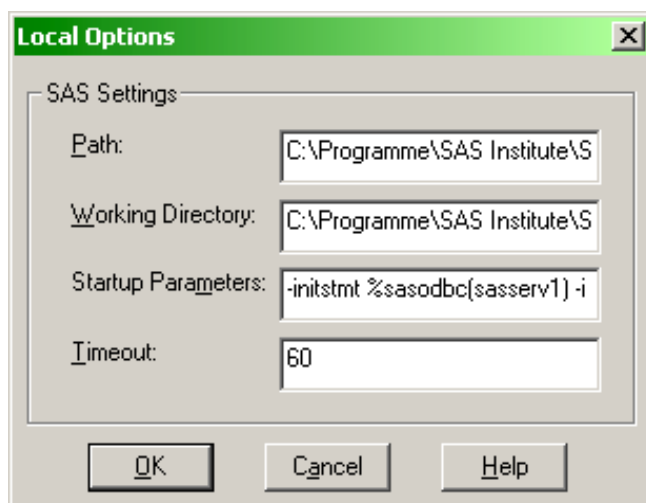 Local Options
SAS Settings
Path: C:\Programme\SAS Institute\S
Working Directory: C:\Programme\SAS Institute\S
Startup Parameters: -initstmt %sasodbc(sasserv1) -i
Timeout: 60
OK Cancel Help